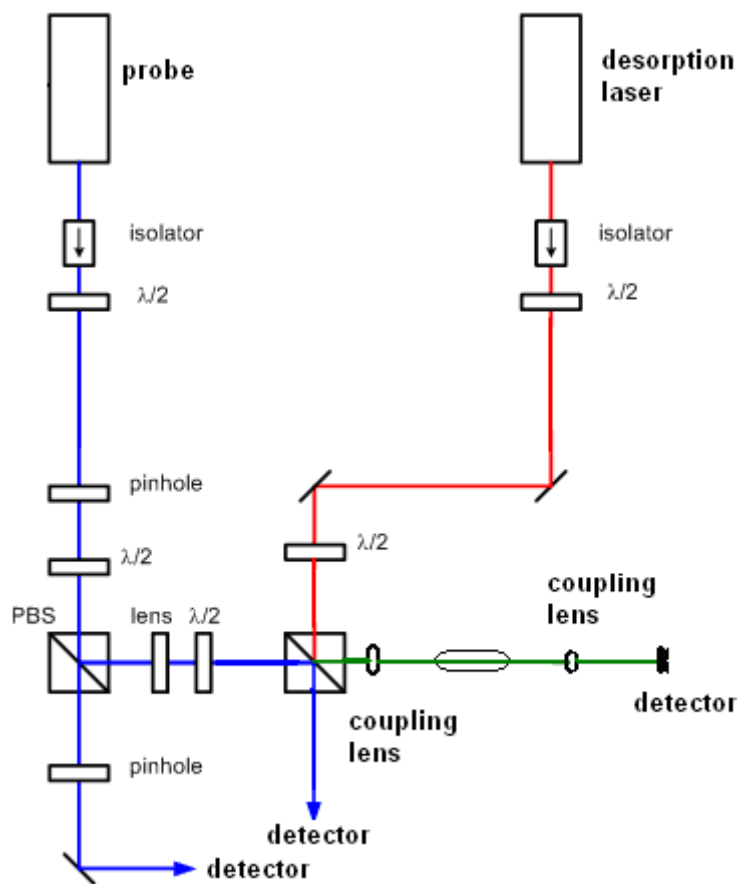 probe
desorption
laser
isolator
isolator
λ/2
λ/2
pinhole
λ/2
λ/2
PBS
lens
λ/2
coupling
lens
coupling
lens
detector
pinhole
detector
detector